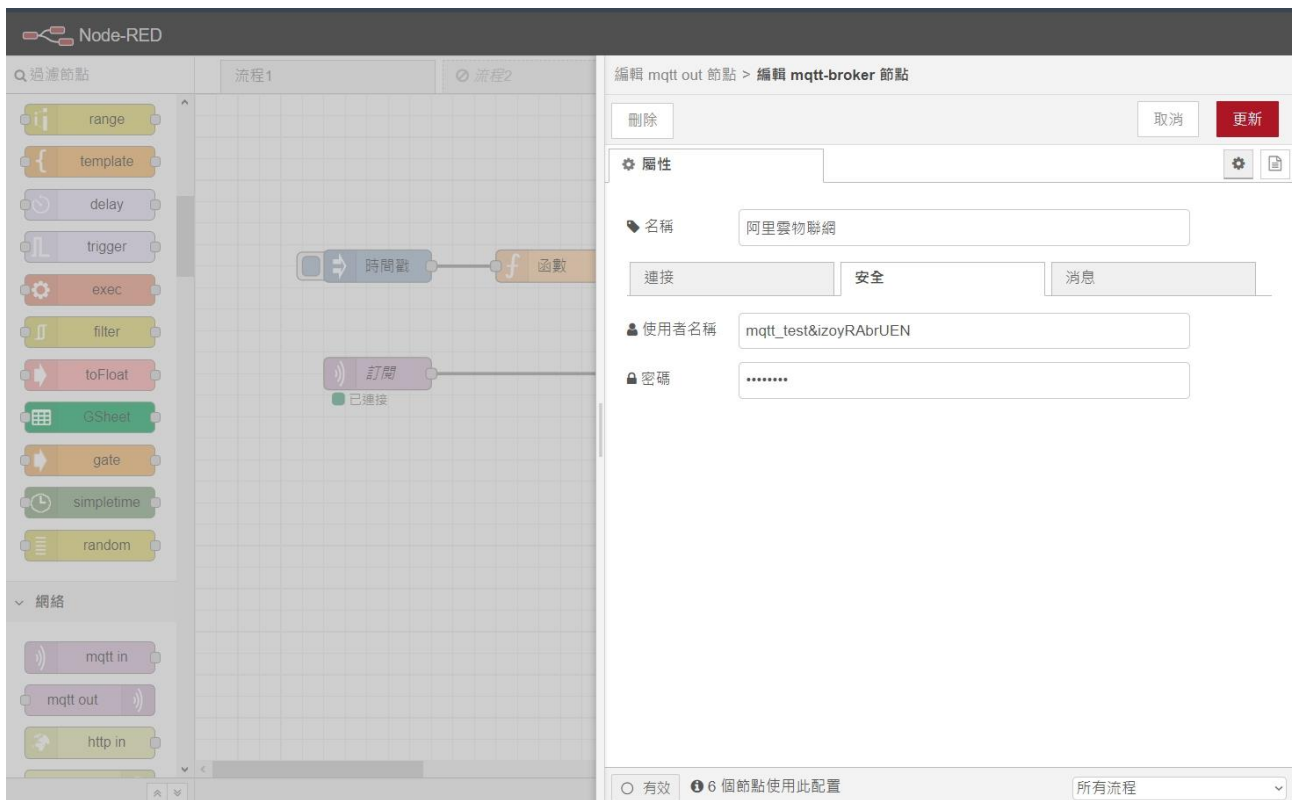 Node-RED
過濾節點
流程1
流程2
編輯 mqtt out 節點 > 編輯 mqtt-broker 節點
刪除
取消
更新
屬性
名稱
阿里雲物聯網
連接
安全
消息
使用者名稱
mqtt_test&izoyRAbrUEN
密碼
••••••••
range
template
delay
trigger
exec
filter
toFloat
GSheet
gate
simpletime
random
網絡
mqtt in
mqtt out
http in
時間戳
函數
訂閱
已連接
有效
6 個節點使用此配置
所有流程